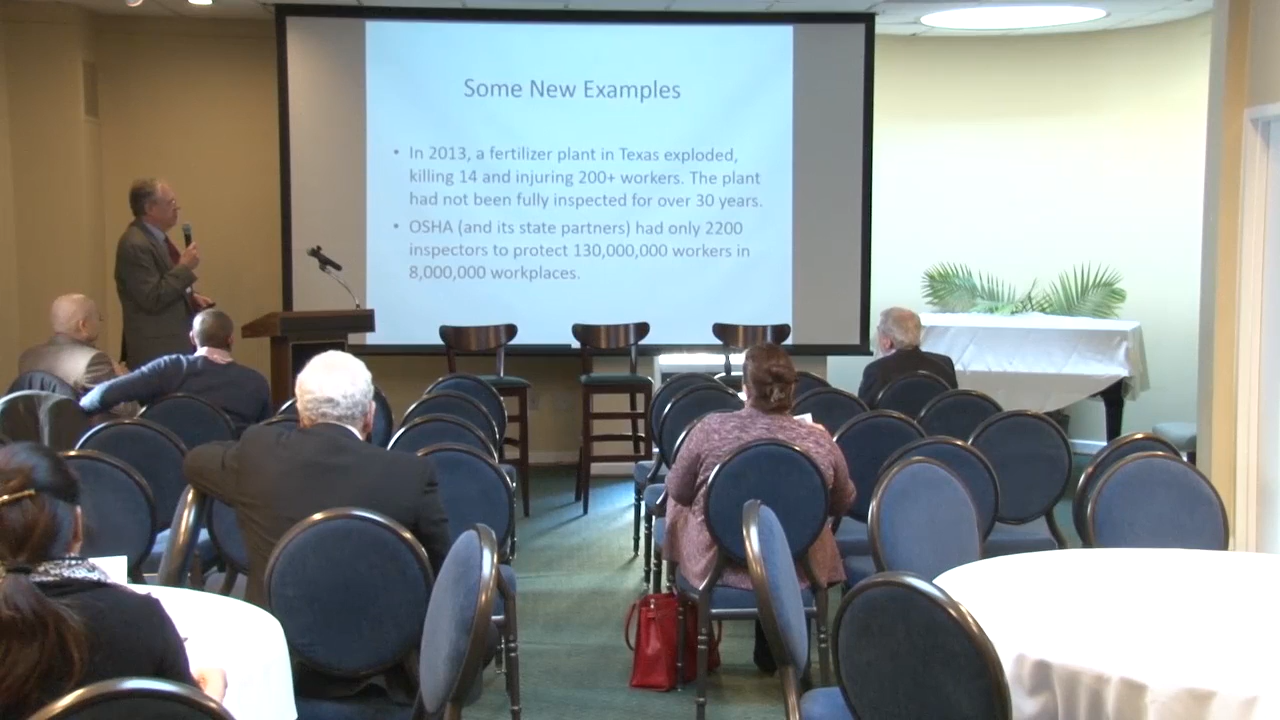 Some New Examples
• In 2013, a fertilizer plant in Texas exploded,
killing 14 and injuring 200+ workers. The plant
had not been fully inspected for over 30 years.
• OSHA (and its state partners) had only 2200
inspectors to protect 130,000,000 workers in
8,000,000 workplaces.